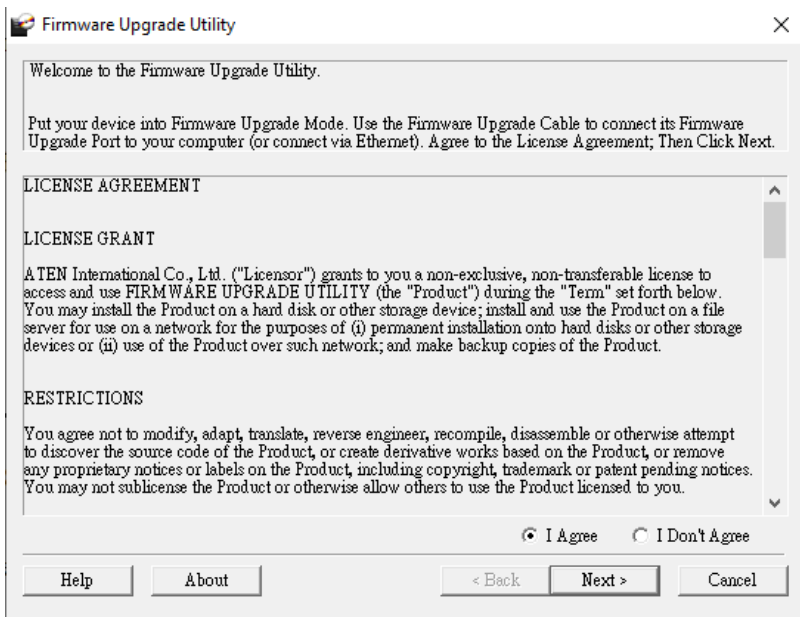 Firmware Upgrade Utility
Welcome to the Firmware Upgrade Utility.
Put your device into Firmware Upgrade Mode. Use the Firmware Upgrade Cable to connect its Firmware
Upgrade Port to your computer (or connect via Ethernet). Agree to the License Agreement; Then Click Next.
LICENSE AGREEMENT
LICENSE GRANT
ATEN International Co., Ltd. ("Licensor") grants to you a non-exclusive, non-transferable license to
access and use FIRMWARE UPGRADE UTILITY (the "Product") during the "Term" set forth below.
You may install the Product on a hard disk or other storage device; install and use the Product on a file
server for use on a network for the purposes of (i) permanent installation onto hard disks or other storage
devices or (ii) use of the Product over such network; and make backup copies of the Product.
RESTRICTIONS
You agree not to modify, adapt, translate, reverse engineer, recompile, disassemble or otherwise attempt
to discover the source code of the Product, or create derivative works based on the Product, or remove
any proprietary notices or labels on the Product, including copyright, trademark or patent pending notices.
You may not sublicense the Product or otherwise allow others to use the Product licensed to you.
I Agree I Don't Agree
Help About < Back Next > Cancel